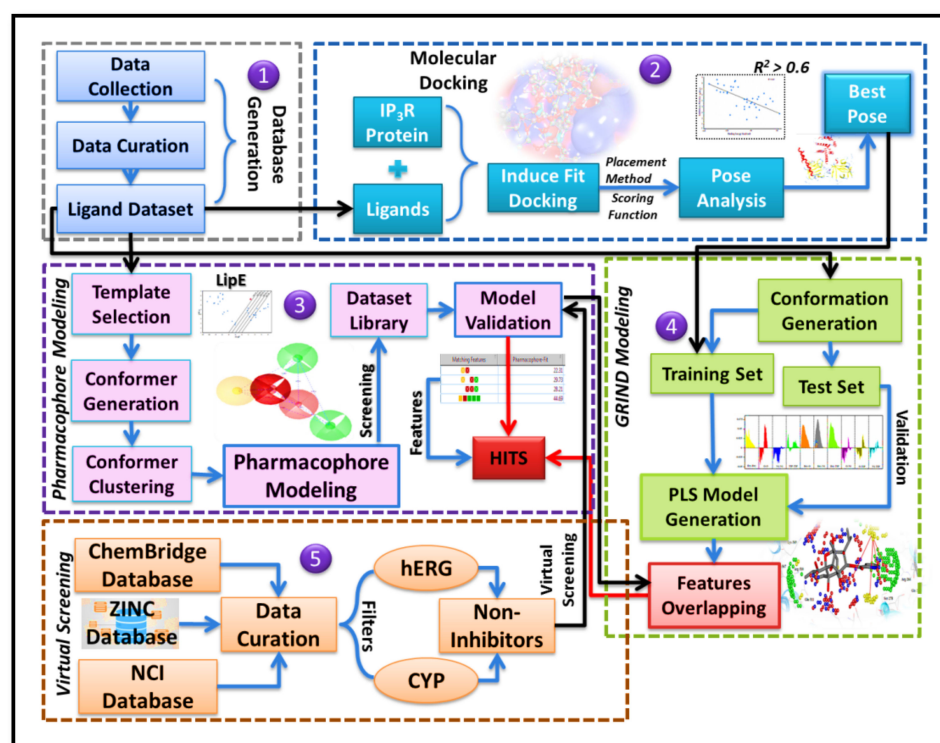 1
Data
Collection
Data Curation
Ligand Dataset
Database
Generation
2
Molecular
Docking
IP3R
Protein
Ligands
Induce Fit
Docking
Placement
Method
Scoring
Function
Pose
Analysis
R² > 0.6
Best
Pose
Pharmacophore Modeling
3
Template
Selection
LipE
Conformer
Generation
Conformer
Clustering
Pharmacophore
Modeling
Screening
Dataset
Library
Model
Validation
Matching Features
Pharmacophore-Fit
Features
HITS
GRIND Modeling
4
Conformation
Generation
Training Set
Test Set
Validation
PLS Model
Generation
Features
Overlapping
Virtual Screening
5
ChemBridge
Database
ZINC
Database
NCI
Database
Data
Curation
Filters
hERG
CYP
Non-
Inhibitors
Virtual
Screening